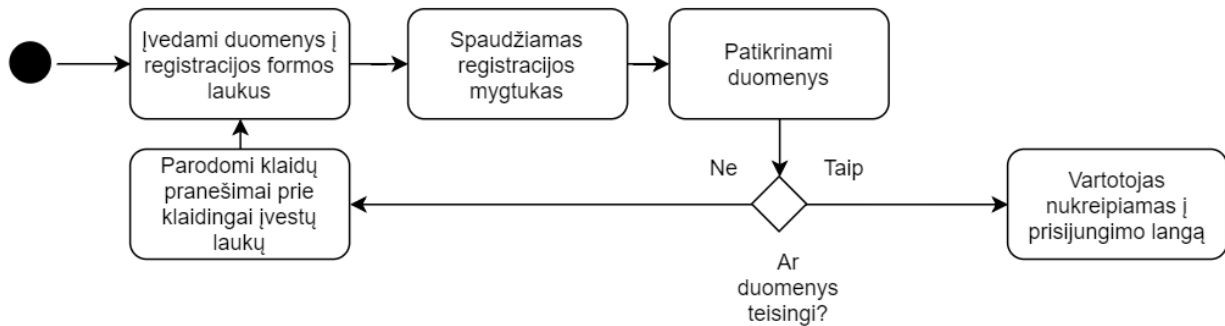 Įvedami duomenys į
registracijos formos
laukus
Spaudžiamas
registracijos
mygtukas
Patikrinami
duomenys
Parodomi klaidų
pranešimai prie
klaidingai įvestų
laukų
Ne
Taip
Vartotojas
nukreipiamas į
prisijungimo langą
Ar
duomenys
teisingi?